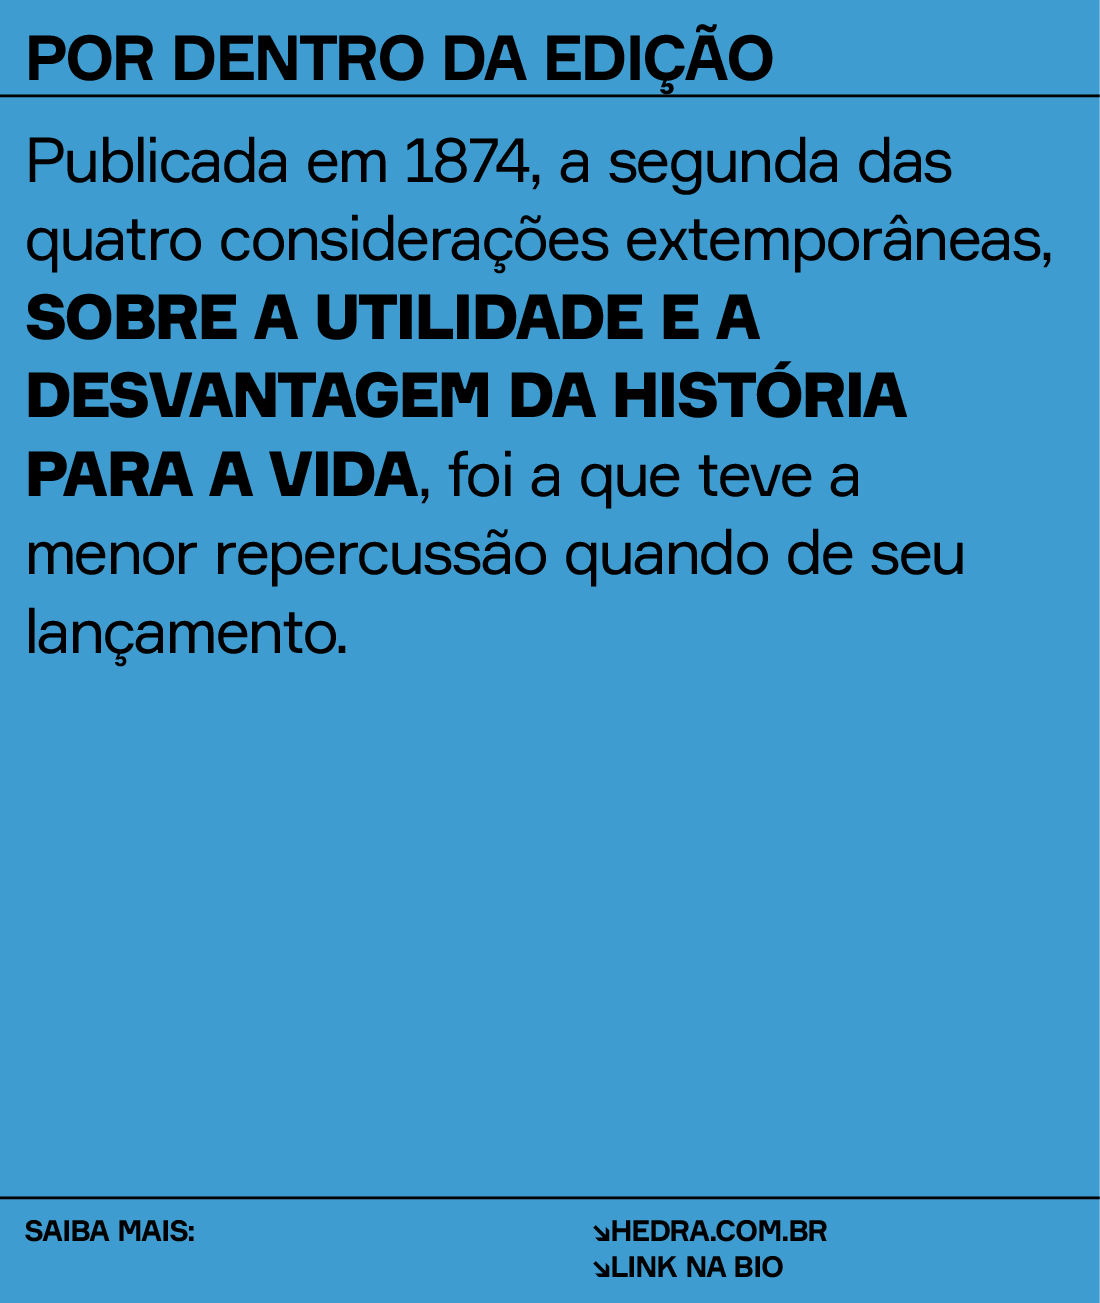 POR DENTRO DA EDIÇÃO
Publicada em 1874, a segunda das
quatro considerações extemporâneas,
SOBRE A UTILIDADE E A
DESVANTAGEM DA HISTÓRIA
PARA A VIDA, foi a que teve a
menor repercussão quando de seu
lançamento.
SAIBA MAIS:
↘HEDRA.COM.BR
↘LINK NA BIO